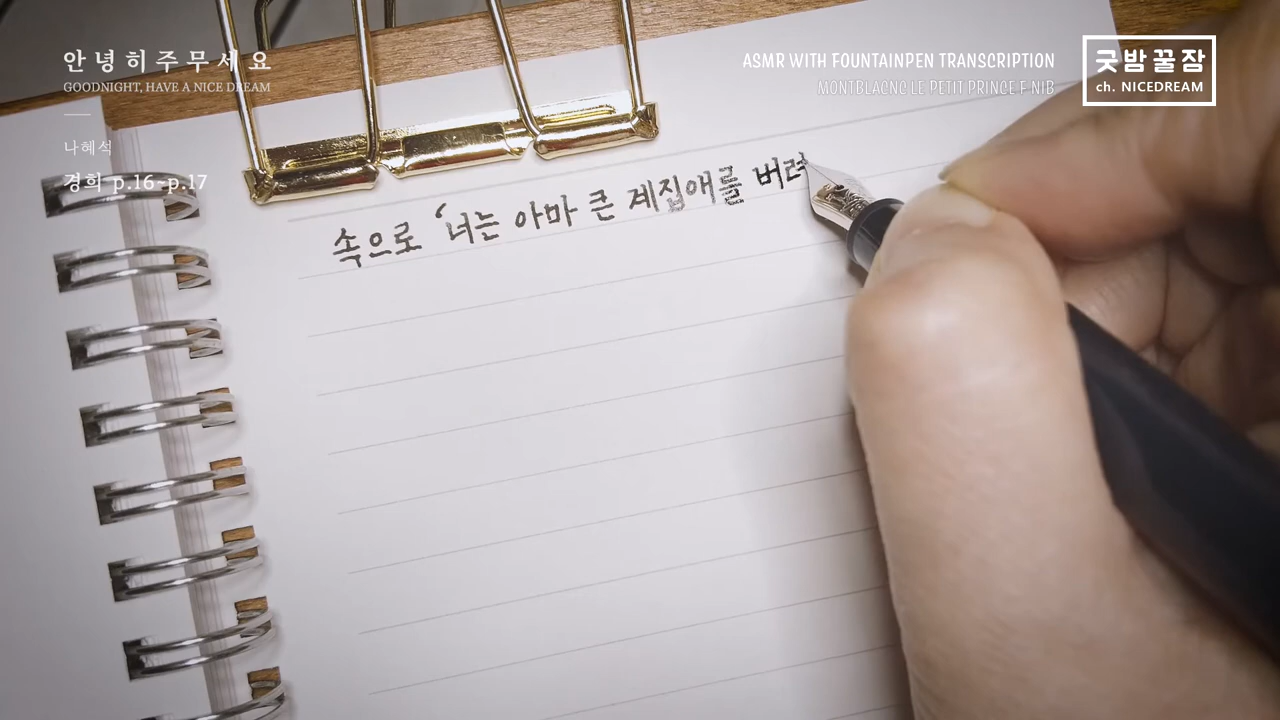 안녕히주무세요
GOODNIGHT, HAVE A NICE DREAM
나혜석
경희 p.16~p.17
ASMR WITH FOUNTAINPEN TRANSCRIPTION
MONTBLACNC LE PETIT PRINCE F NIB
굿밤꿀잠
ch. NICEDREAM
속으로 ‘너는 아마 큰 계집애를 버려